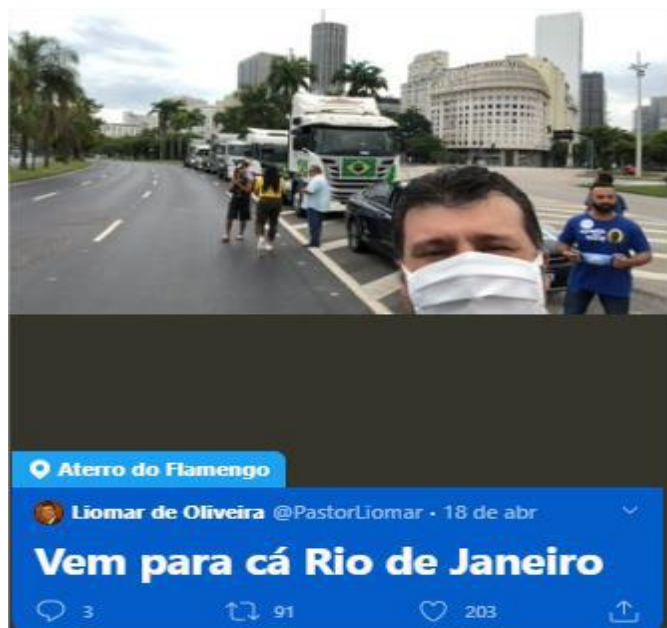 Aterro do Flamengo
Liomar de Oliveira @PastorLiomar · 18 de abr
Vem para cá Rio de Janeiro
3 91 203